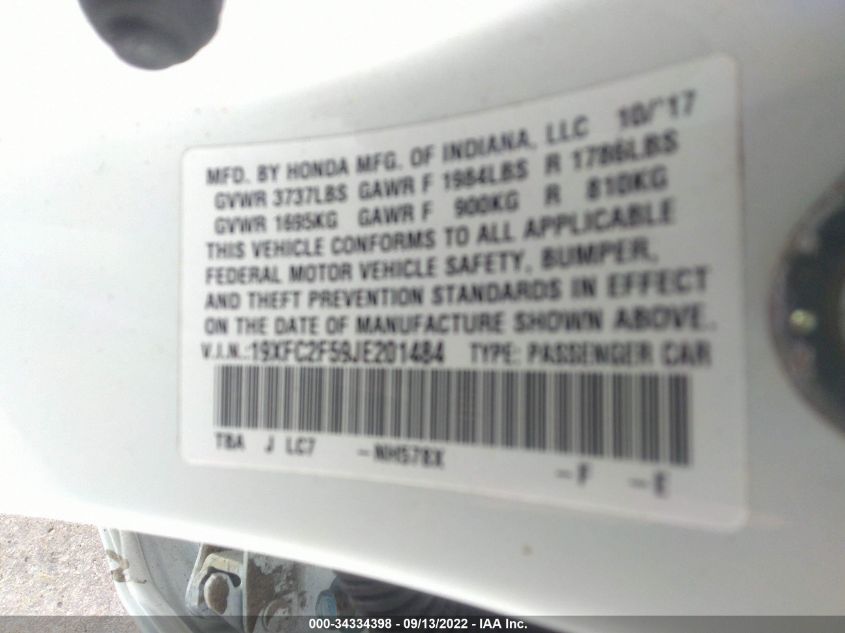 MFD. BY HONDA MFG. OF INDIANA, LLC 10/'17
GVWR 3737LBS GAWR F 1984LBS R 1786LBS
GVWR 1695KG GAWR F 900KG R 810KG
THIS VEHICLE CONFORMS TO ALL APPLICABLE
FEDERAL MOTOR VEHICLE SAFETY, BUMPER,
AND THEFT PREVENTION STANDARDS IN EFFECT
ON THE DATE OF MANUFACTURE SHOWN ABOVE.
V.I.N.:19XFC2F59JE201484 TYPE: PASSENGER CAR
TBA J LC7 -NH578X -F -E
000-34334398 - 09/13/2022 - IAA Inc.